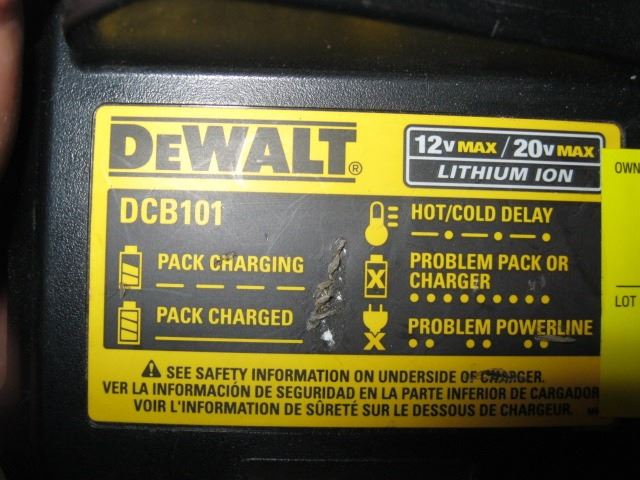 DEWALT®
12V MAX / 20V MAX
LITHIUM ION
OWN
DCB101
HOT/COLD DELAY
PACK CHARGING
PROBLEM PACK OR
CHARGER
LOT
PACK CHARGED
PROBLEM POWERLINE
SEE SAFETY INFORMATION ON UNDERSIDE OF CHARGER.
VER LA INFORMACIÓN DE SEGURIDAD EN LA PARTE INFERIOR DE CARGADOR
VOIR L'INFORMATION DE SÛRETÉ SUR LE DESSOUS DE CHARGEUR.